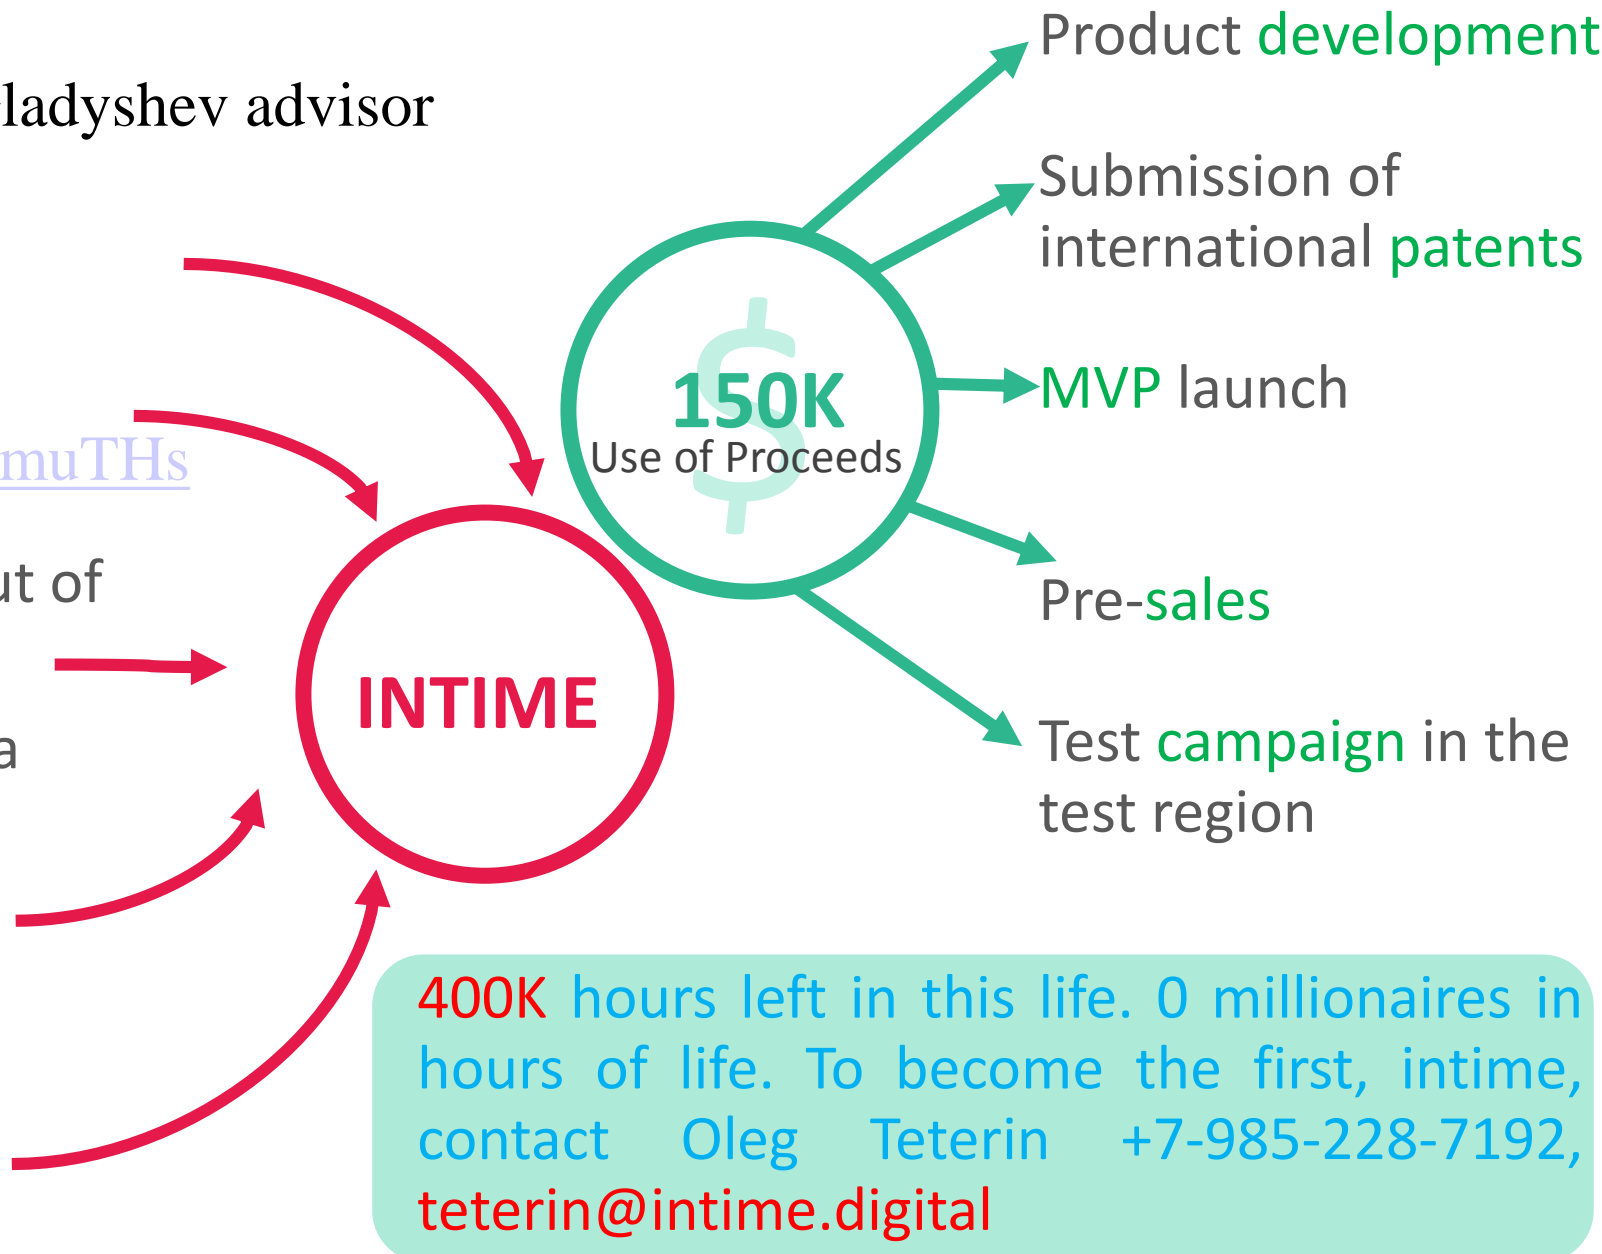 ladyshev advisor
muTHs
ut of
a
INTIME
$
150K
Use of Proceeds
Product development
Submission of
international patents
MVP launch
Pre-sales
Test campaign in the
test region
400K hours left in this life. 0 millionaires in
hours of life. To become the first, intime,
contact Oleg Teterin +7-985-228-7192,
teterin@intime.digital